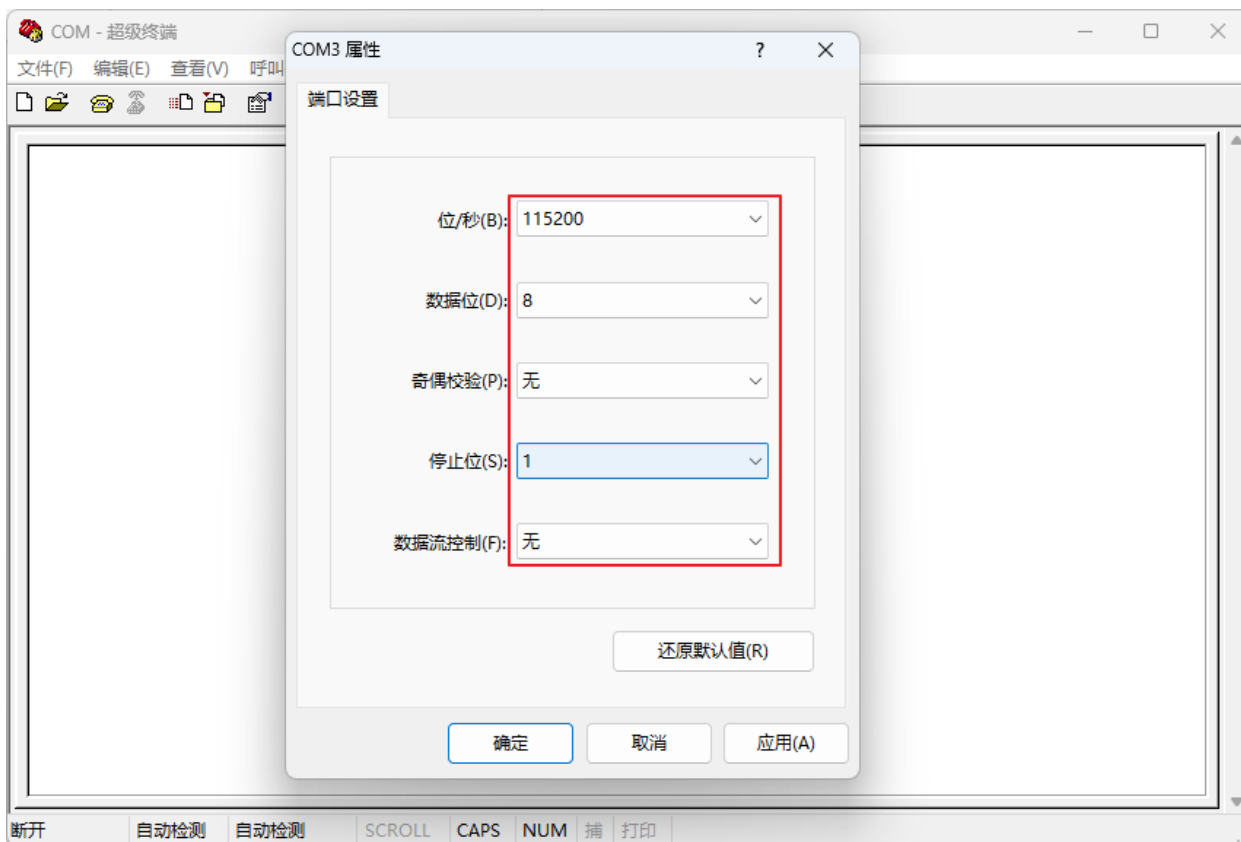 COM - 超级终端
文件(F) 编辑(E) 查看(V) 呼叫
COM3 属性
端口设置
位/秒(B): 115200
数据位(D): 8
奇偶校验(P): 无
停止位(S): 1
数据流控制(F): 无
还原默认值(R)
确定 取消 应用(A)
断开 自动检测 自动检测 SCROLL CAPS NUM 捕 打印